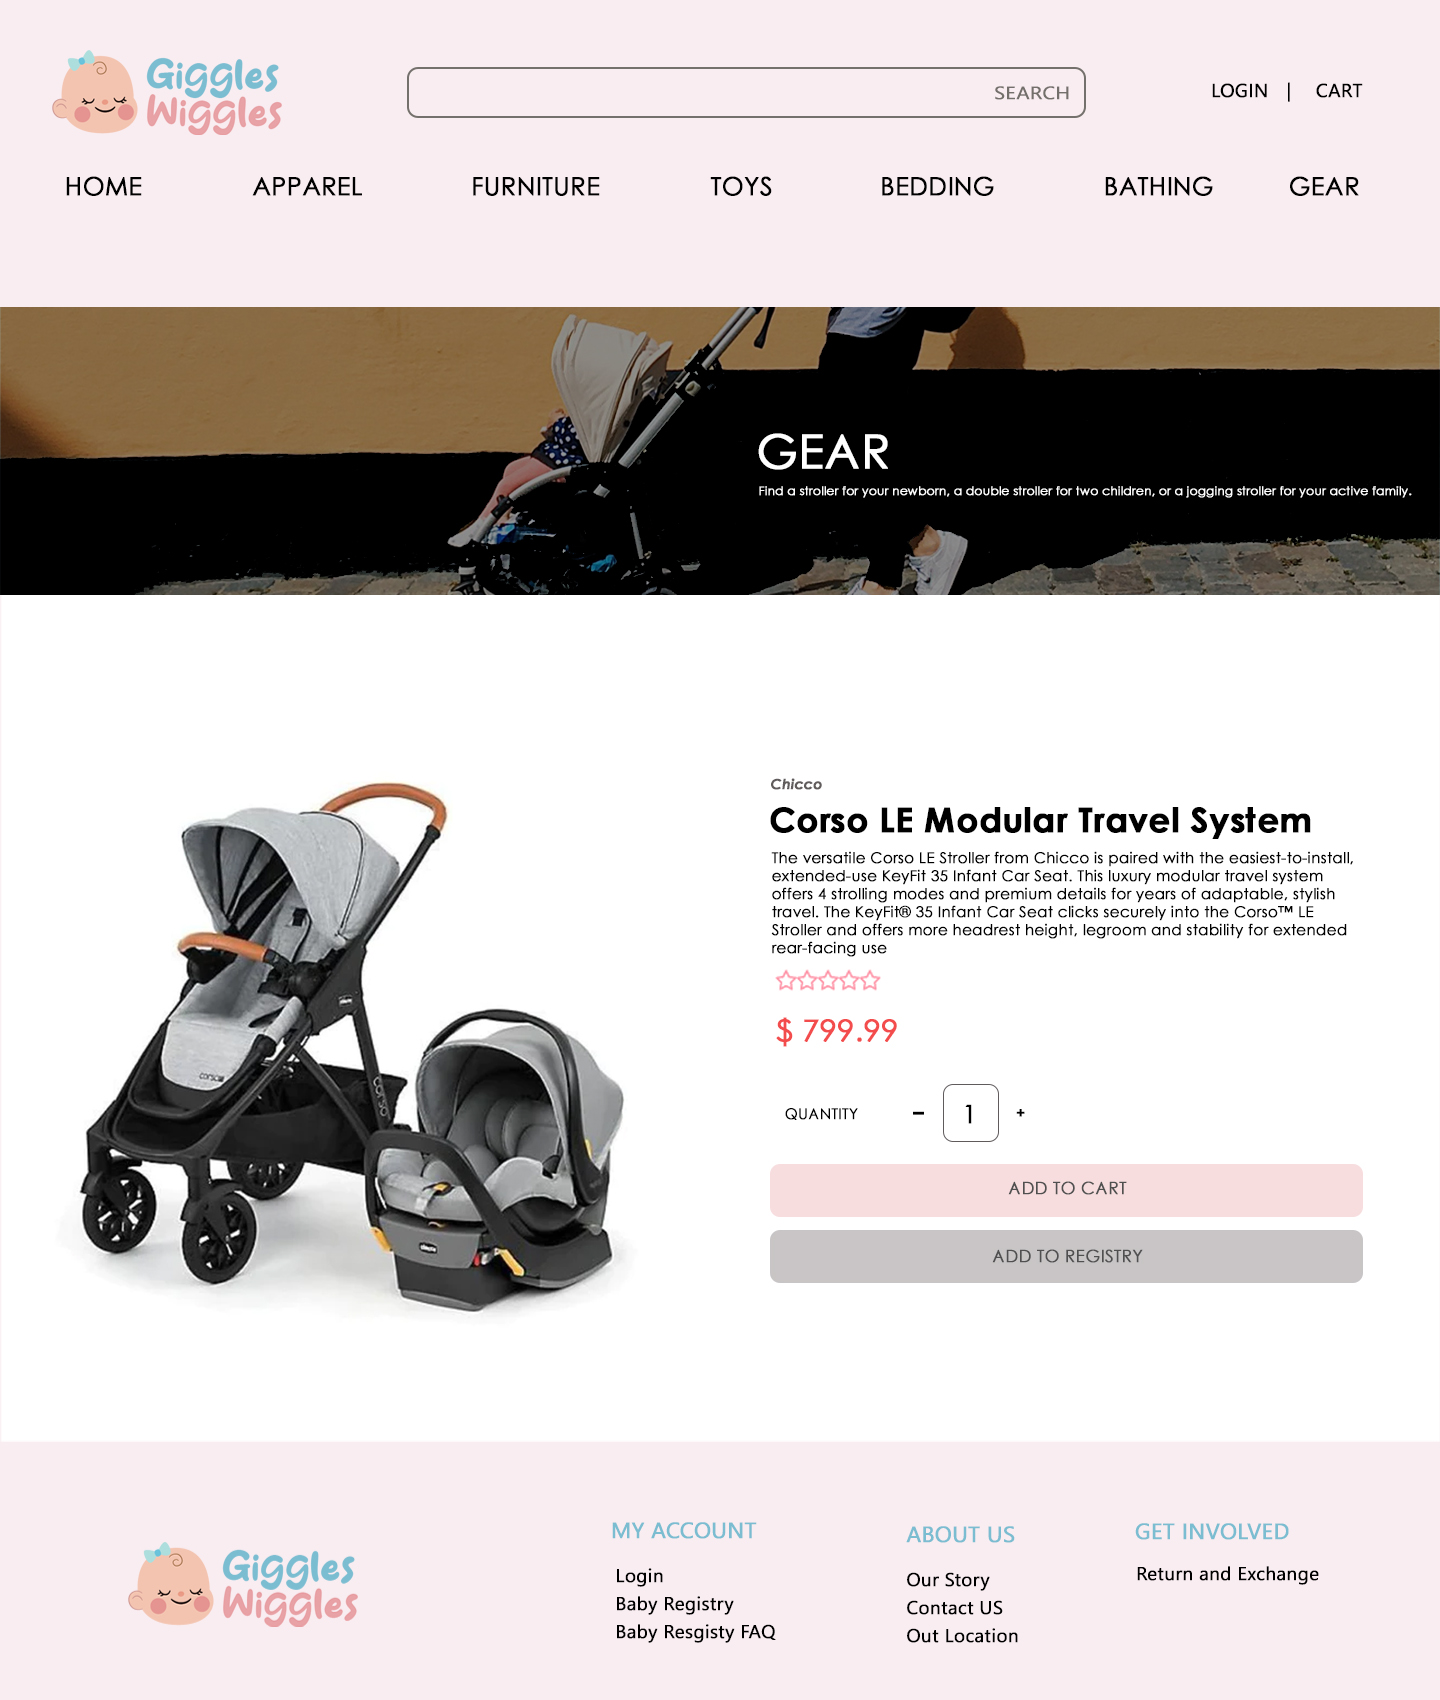 Giggles
Wiggles
SEARCH
LOGIN | CART
HOME APPAREL FURNITURE TOYS BEDDING BATHING GEAR
GEAR
Find a stroller for your newborn, a double stroller for two children, or a jogging stroller for your active family.
Chicco
Corso LE Modular Travel System
The versatile Corso LE Stroller from Chicco is paired with the easiest-to-install,
extended-use KeyFit 35 Infant Car Seat. This luxury modular travel system
offers 4 strolling modes and premium details for years of adaptable, stylish
travel. The KeyFit® 35 Infant Car Seat clicks securely into the Corso™ LE
Stroller and offers more headrest height, legroom and stability for extended
rear-facing use
$ 799.99
QUANTITY - 1 +
ADD TO CART
ADD TO REGISTRY
corso
chicco
Giggles
Wiggles
MY ACCOUNT
Login
Baby Registry
Baby Resgisty FAQ
ABOUT US
Our Story
Contact US
Out Location
GET INVOLVED
Return and Exchange